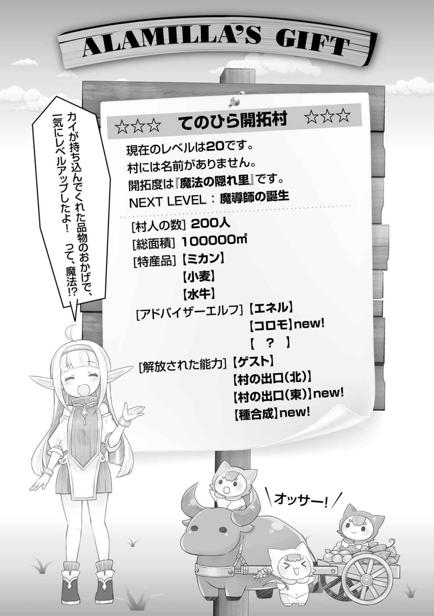 ALAMILLA'S GIFT
☆☆☆ てのひら開拓村 ☆☆☆
現在のレベルは20です。
村には名前がありません。
開拓度は『魔法の隠れ里』です。
NEXT LEVEL : 魔導師の誕生
[村人の数] 200人
[総面積] 100000㎡
[特産品]【ミカン】
【小麦】
【水牛】
[アドバイザーエルフ]【エネル】
【コロモ】new!
【 ? 】
[解放された能力]【ゲスト】
【村の出口(北)】
【村の出口(東)】new!
【種合成】new!
カイが持ち込んでくれた品物のおかげで、
一気にレベルアップしたよ! って、魔法!?
オッサー!